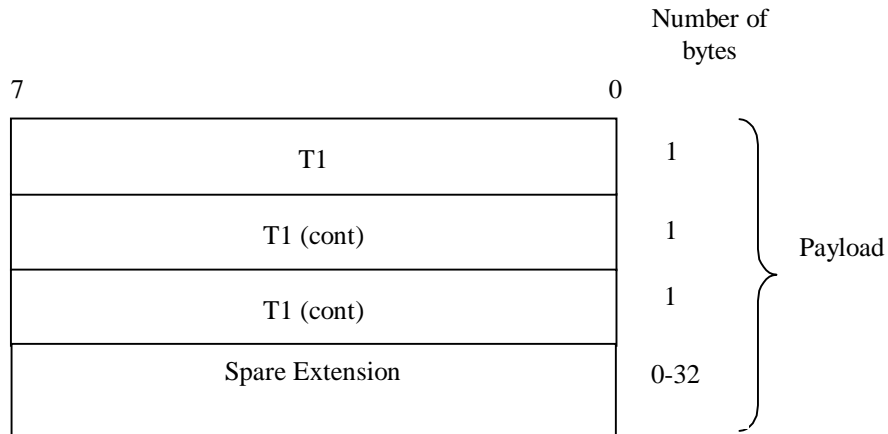 Number of
bytes
7
0
T1
1
T1 (cont)
1
Payload
T1 (cont)
1
Spare Extension
0-32